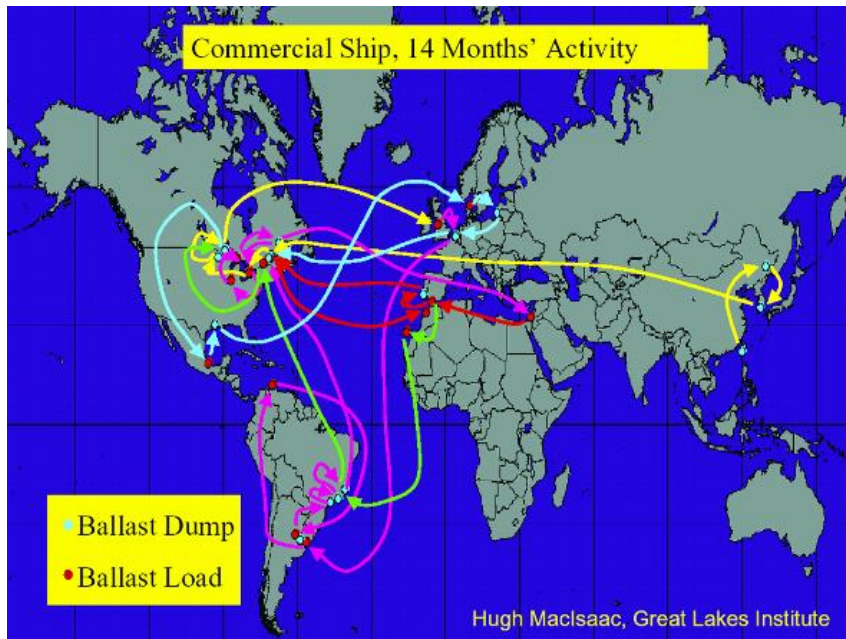 Commercial Ship, 14 Months' Activity
Ballast Dump
Ballast Load
Hugh MacIsaac, Great Lakes Institute